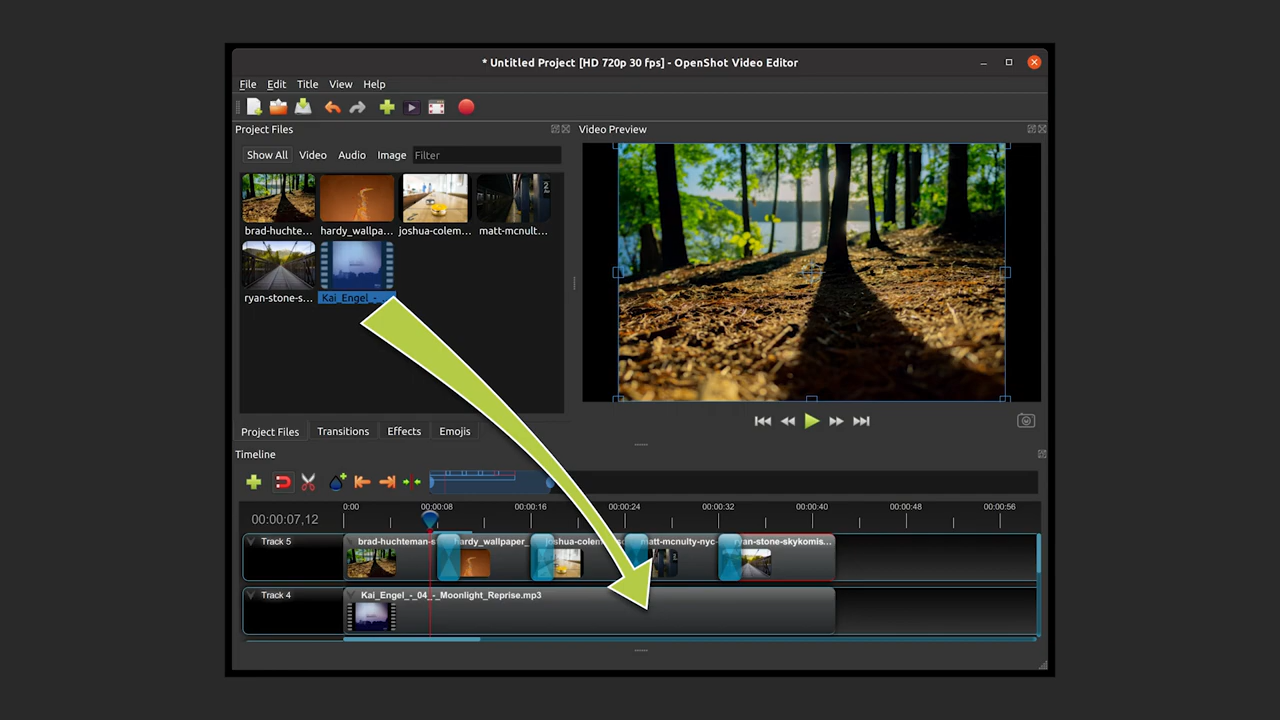 * Untitled Project [HD 720p 30 fps] - OpenShot Video Editor
File Edit Title View Help
Project Files
Video Preview
Show All Video Audio Image Filter
brad-huchte... hardy_wallpa... joshua-colem... matt-mcnult...
ryan-stone-s... Kai_Engel_-_...
Project Files Transitions Effects Emojis
Timeline
00:00:07,12
0:00 00:00:08 00:00:16 00:00:24 00:00:32 00:00:40 00:00:48 00:00:56
Track 5 brad-huchteman-s hardy_wallpaper_ joshua-colem matt-mcnulty-nyc- ryan-stone-skykomis...
Track 4 Kai_Engel_-_04_-_Moonlight_Reprise.mp3